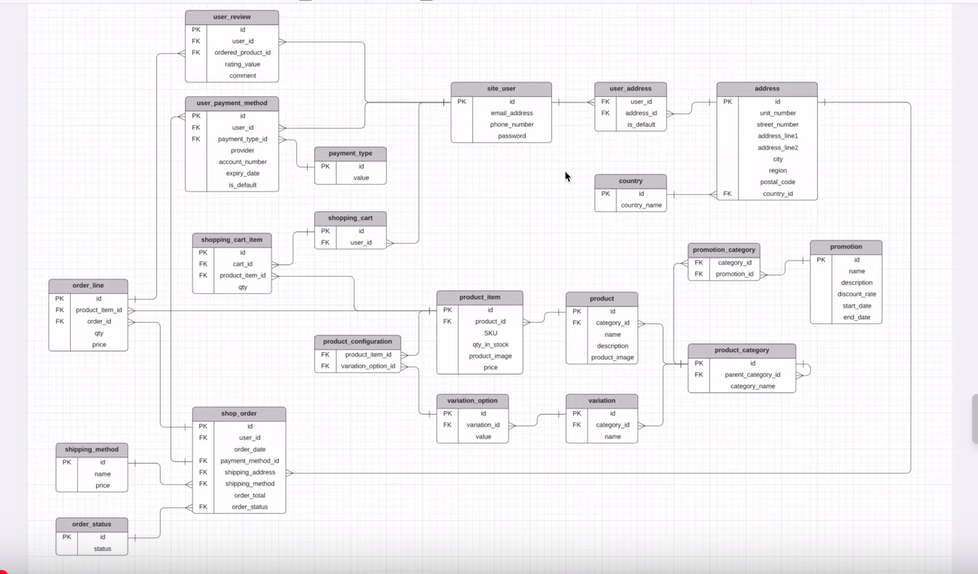 user_review
PK id
FK user_id
FK ordered_product_id
rating_value
comment
user_payment_method
PK id
FK user_id
FK payment_type_id
provider
account_number
expiry_date
is_default
payment_type
PK id
value
site_user
PK id
email_address
phone_number
password
user_address
FK user_id
FK address_id
is_default
address
PK id
unit_number
street_number
address_line1
address_line2
city
region
postal_code
FK country_id
country
PK id
country_name
shopping_cart
PK id
FK user_id
shopping_cart_item
PK id
FK cart_id
FK product_item_id
qty
promotion_category
FK category_id
FK promotion_id
promotion
PK id
name
description
discount_rate
start_date
end_date
order_line
PK id
FK product_item_id
FK order_id
qty
price
product_item
PK id
FK product_id
SKU
qty_in_stock
product_image
price
product
PK id
FK category_id
name
description
product_image
product_configuration
FK product_item_id
FK variation_option_id
product_category
PK id
FK parent_category_id
category_name
variation_option
PK id
FK variation_id
value
variation
PK id
FK category_id
name
shop_order
PK id
FK user_id
order_date
FK payment_method_id
FK shipping_address
FK shipping_method
order_total
FK order_status
shipping_method
PK id
name
price
order_status
PK id
status